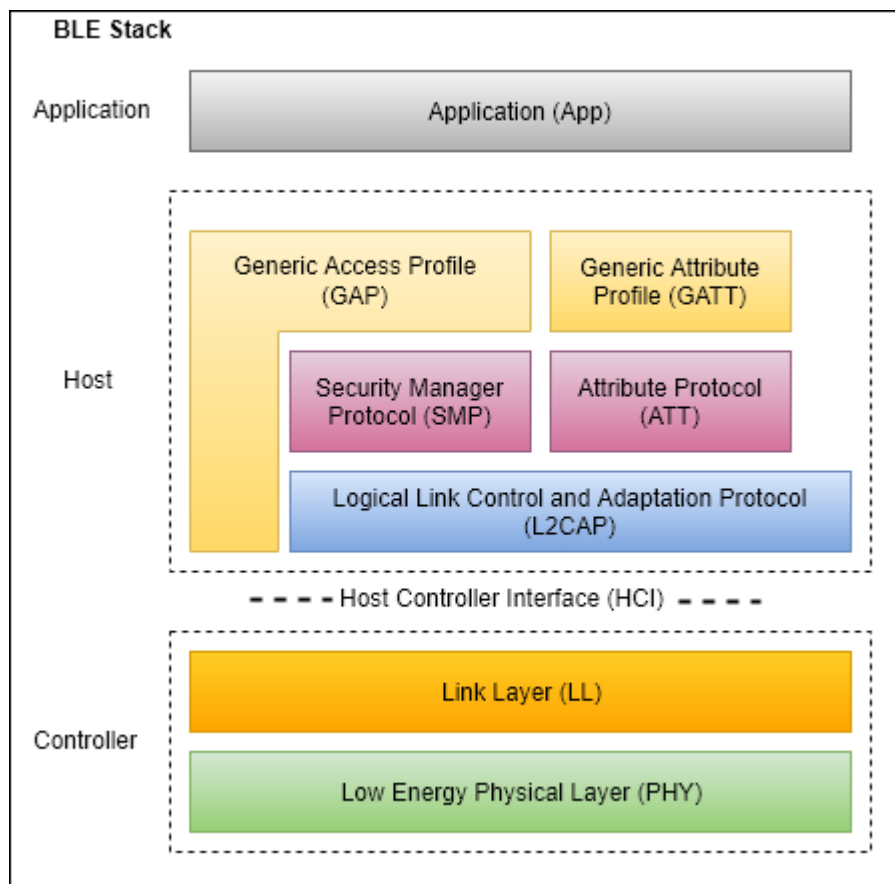 BLE Stack
Application
Application (App)
Generic Access Profile
(GAP)
Generic Attribute
Profile (GATT)
Host
Security Manager
Protocol (SMP)
Attribute Protocol
(ATT)
Logical Link Control and Adaptation Protocol
(L2CAP)
Host Controller Interface (HCI)
Link Layer (LL)
Controller
Low Energy Physical Layer (PHY)